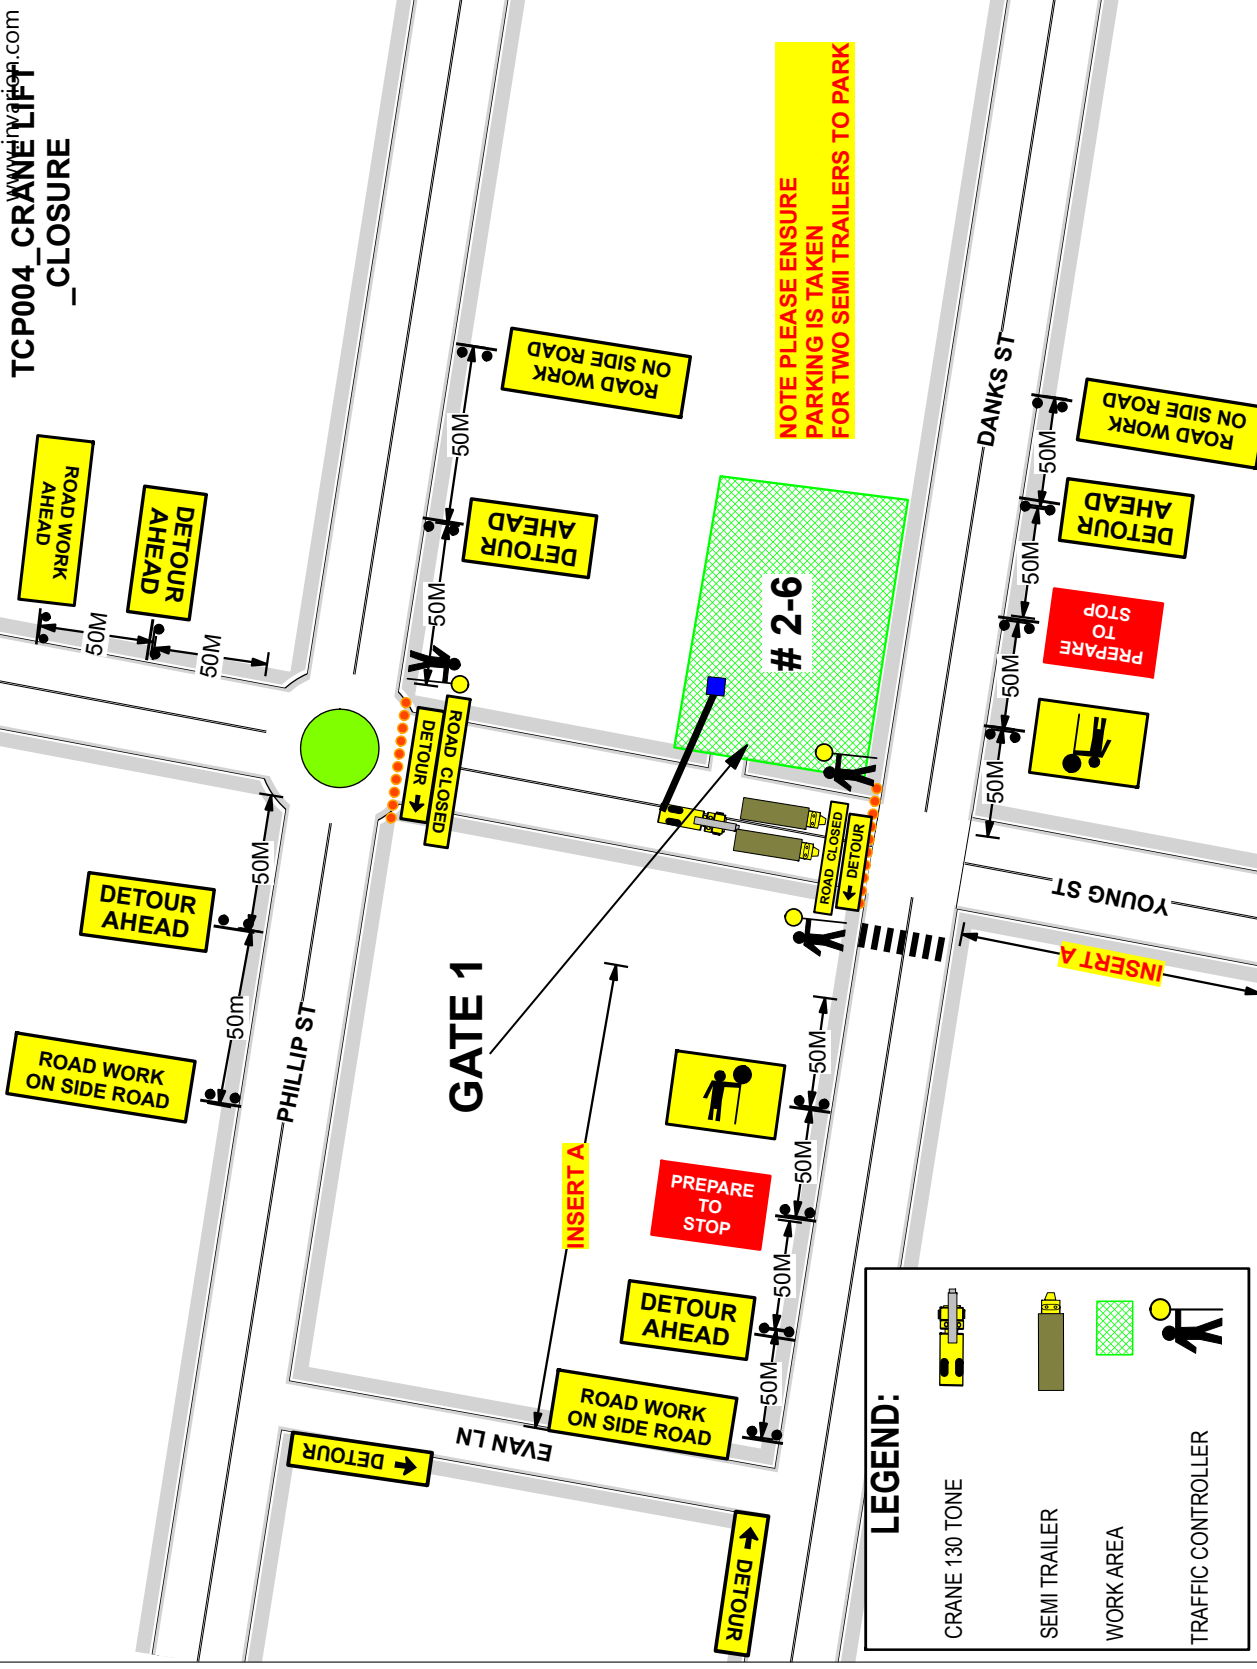 www.invarion.com
TCP004_CRANE LIFT
_CLOSURE
ROAD WORK
AHEAD
DETOUR
AHEAD
50M
50M
ROAD WORK
ON SIDE ROAD
50M
DETOUR
AHEAD
50M
ROAD CLOSED
DETOUR
NOTE PLEASE ENSURE
PARKING IS TAKEN
FOR TWO SEMI TRAILERS TO PARK
# 2-6
DANKS ST
ROAD WORK
ON SIDE ROAD
50M
DETOUR
AHEAD
50M
PREPARE
TO
STOP
50M
50M
DETOUR
AHEAD
50M
ROAD WORK
ON SIDE ROAD
50m
PHILLIP ST
GATE 1
ROAD CLOSED
DETOUR
YOUNG ST
INSERT A
INSERT A
50M
50M
PREPARE
TO
STOP
50M
DETOUR
AHEAD
50M
ROAD WORK
ON SIDE ROAD
EVAN LN
DETOUR
DETOUR
LEGEND:
CRANE 130 TONE
SEMI TRAILER
WORK AREA
TRAFFIC CONTROLLER